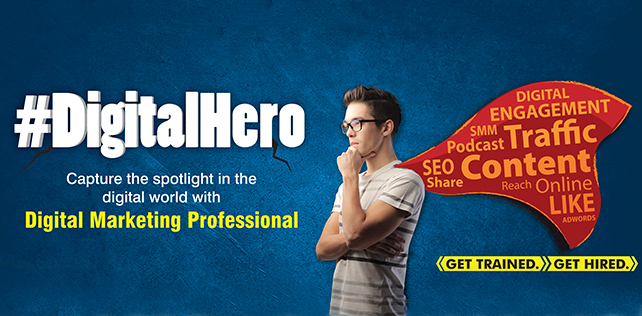 #DigitalHero
Capture the spotlight in the
digital world with
Digital Marketing Professional
DIGITAL
ENGAGEMENT
SMM
Podcast Traffic
SEO Content
Share Reach Online
LIKE
ADWORDS
GET TRAINED. GET HIRED.